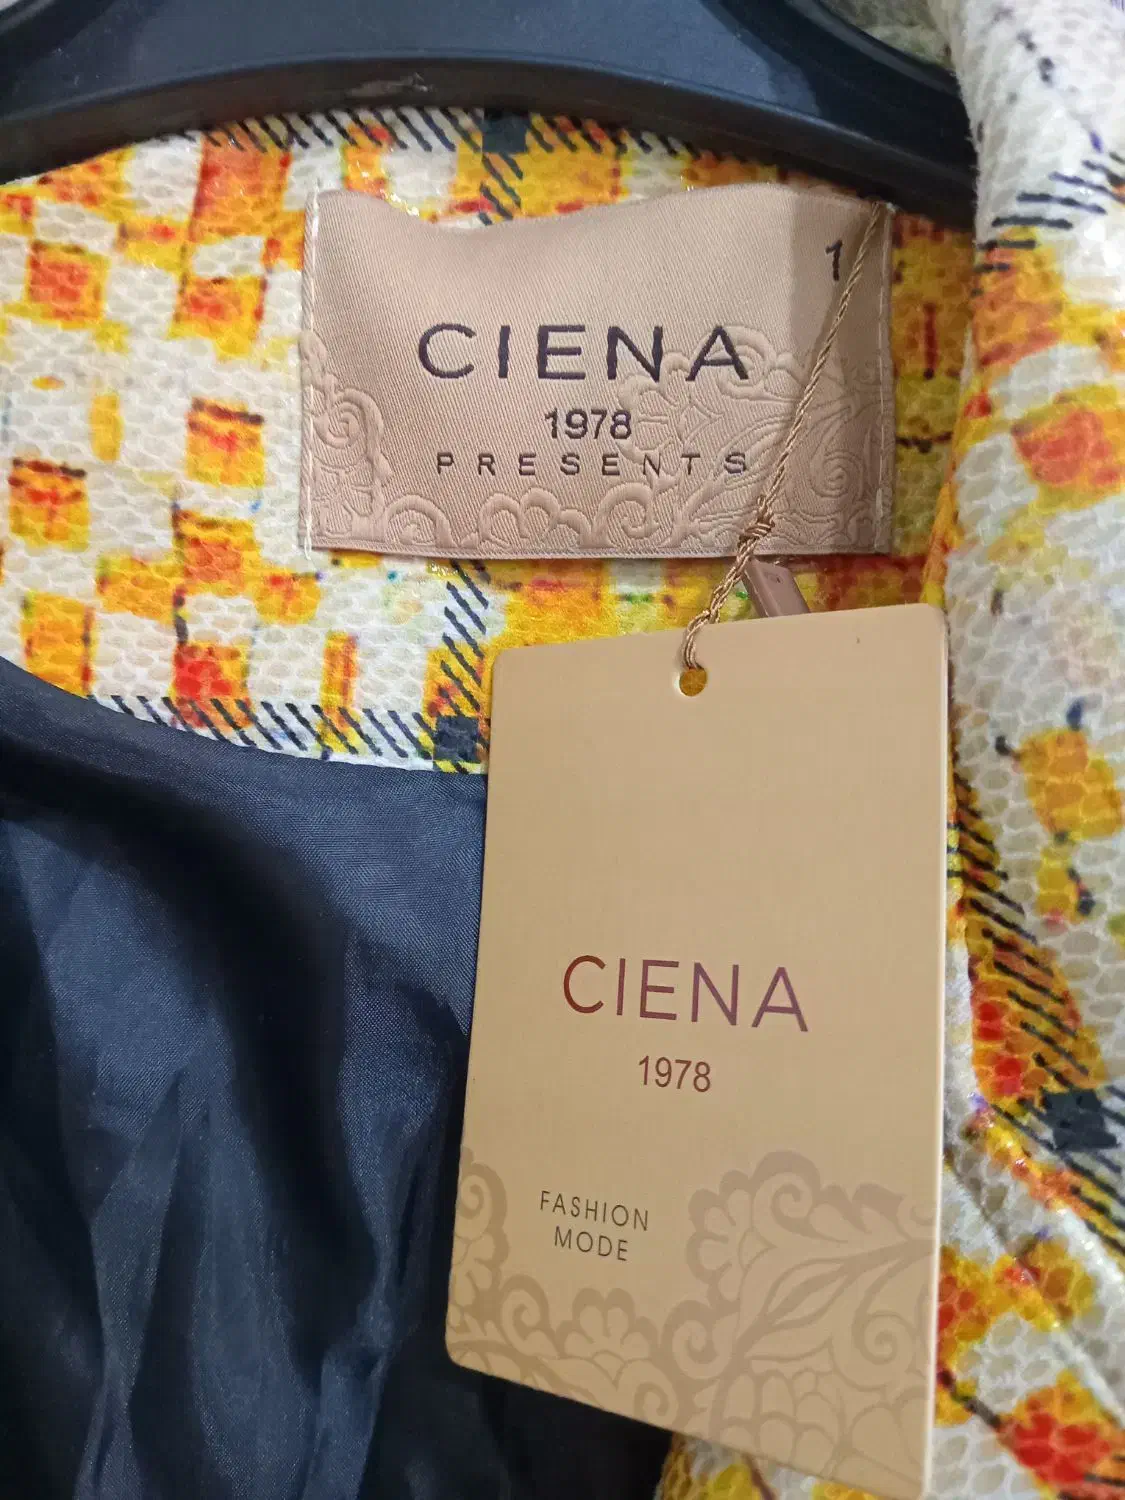 1
CIENA
1978
PRESENTS
CIENA
1978
FASHION
MODE